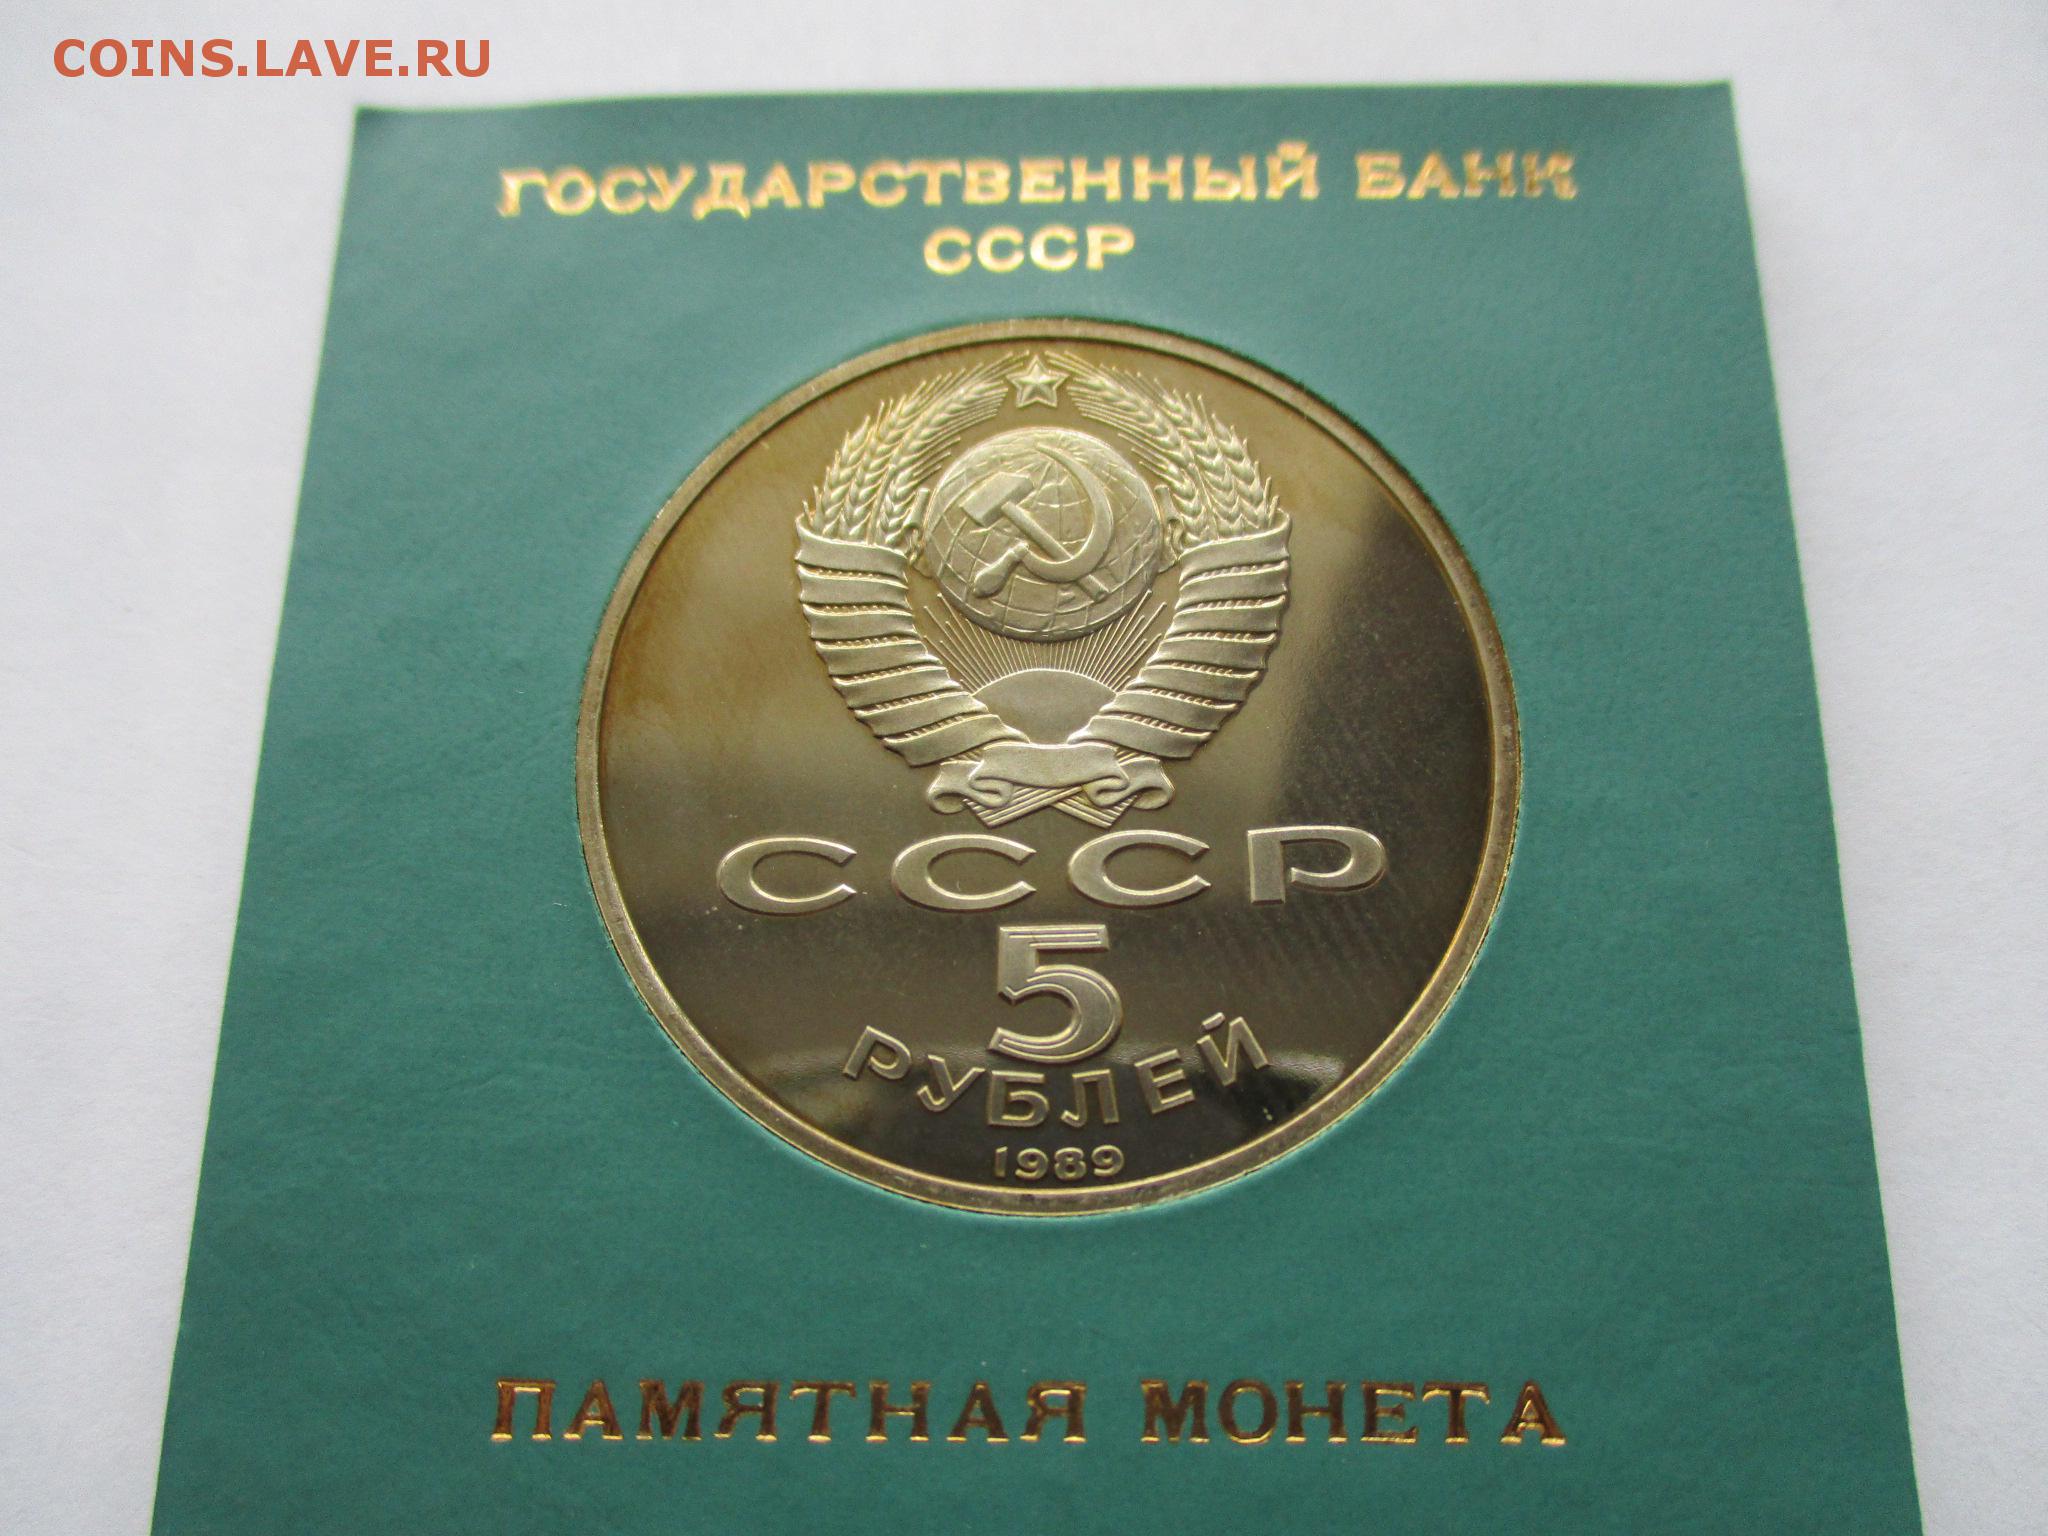 COINS.LAVE.RU
ГОСУДАРСТВЕННЫЙ БАНК
СССР
СССР
5
РУБЛЕЙ
1989
ПАМЯТНАЯ МОНЕТА